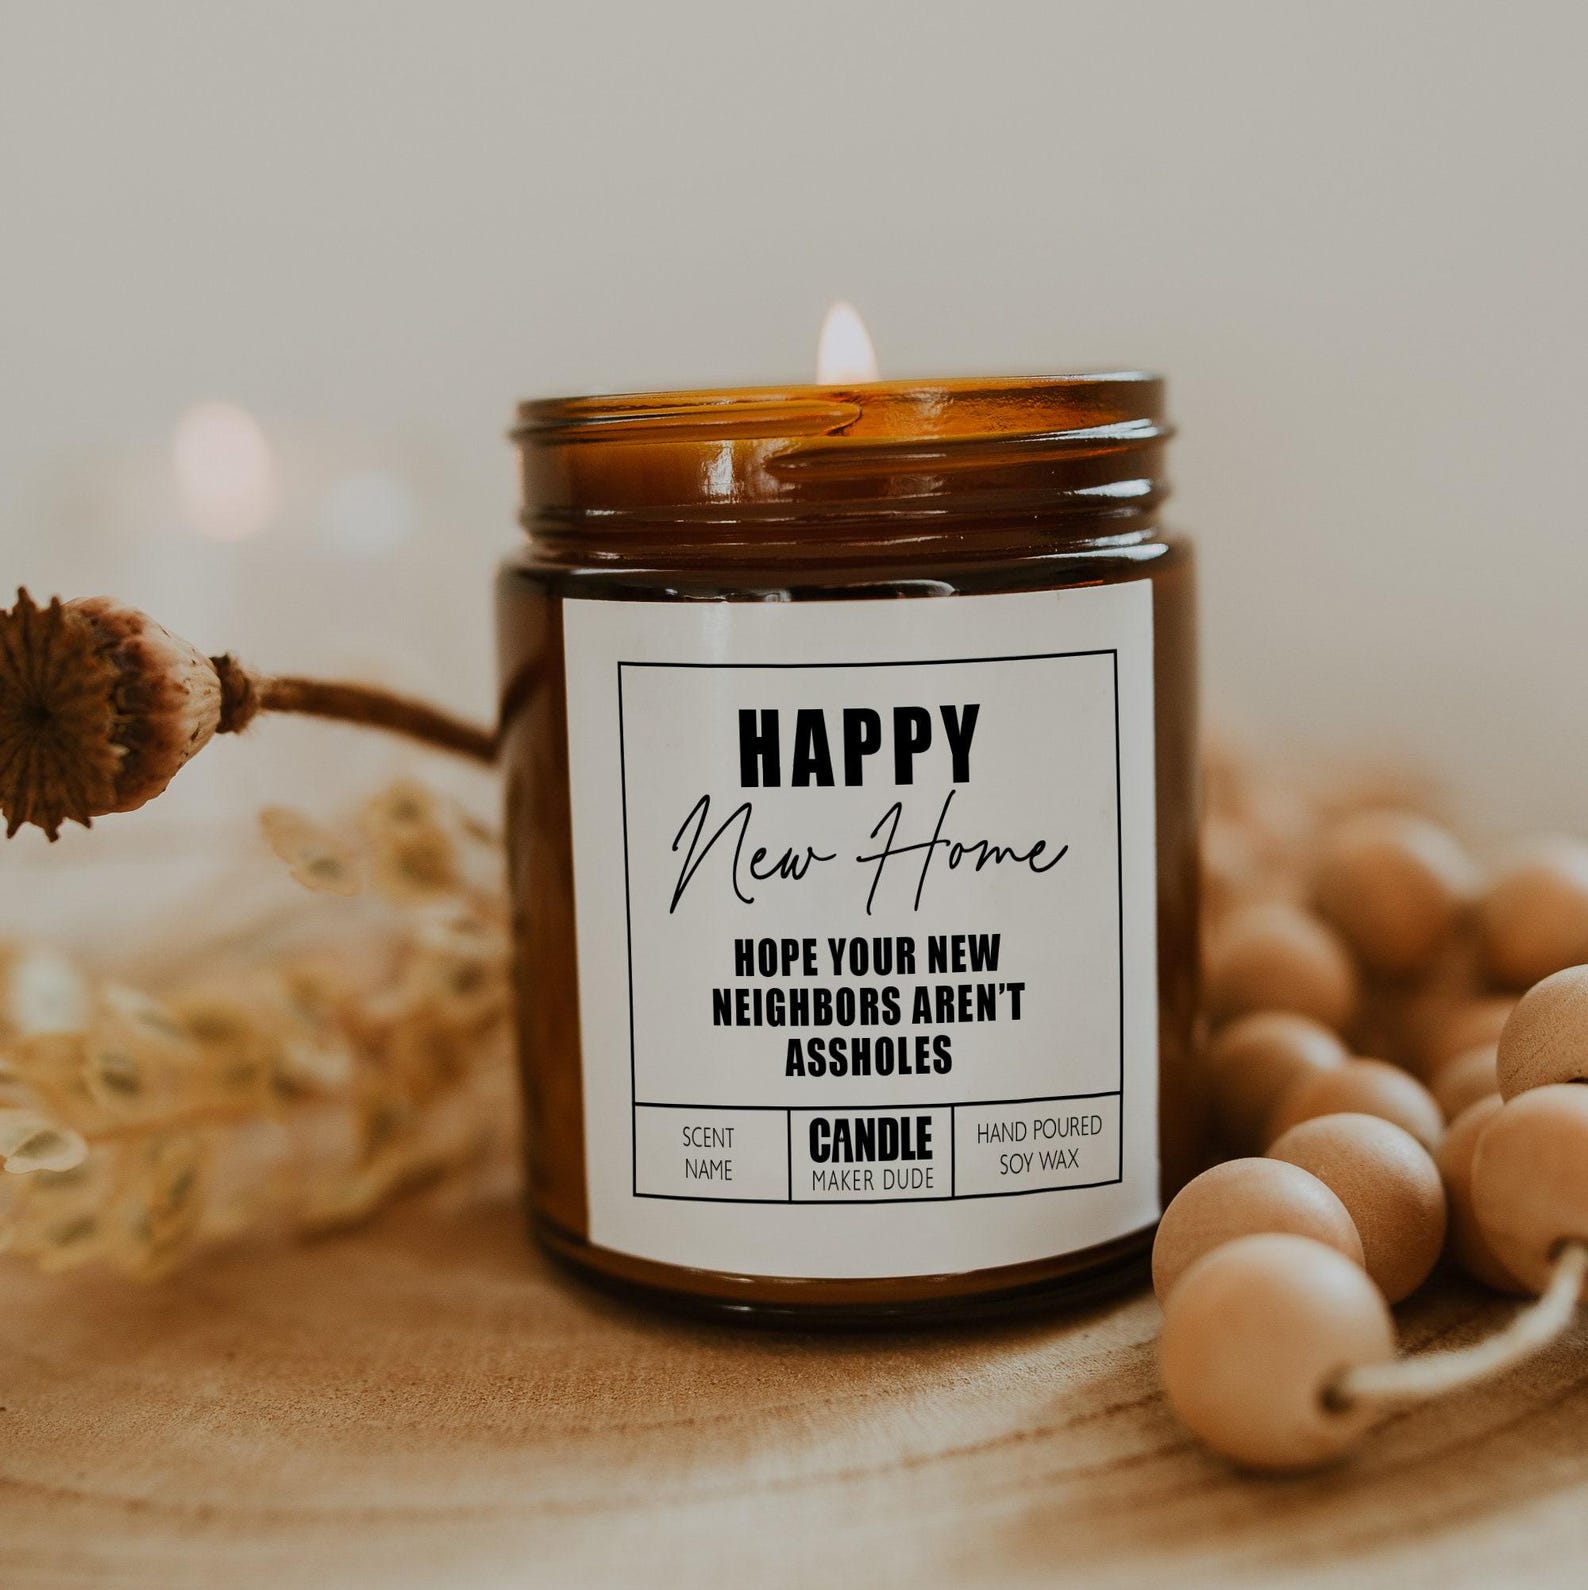 HAPPY
New Home
HOPE YOUR NEW
NEIGHBORS AREN'T
ASSHOLES
SCENT
NAME
CANDLE
MAKER DUDE
HAND POURED
SOY WAX